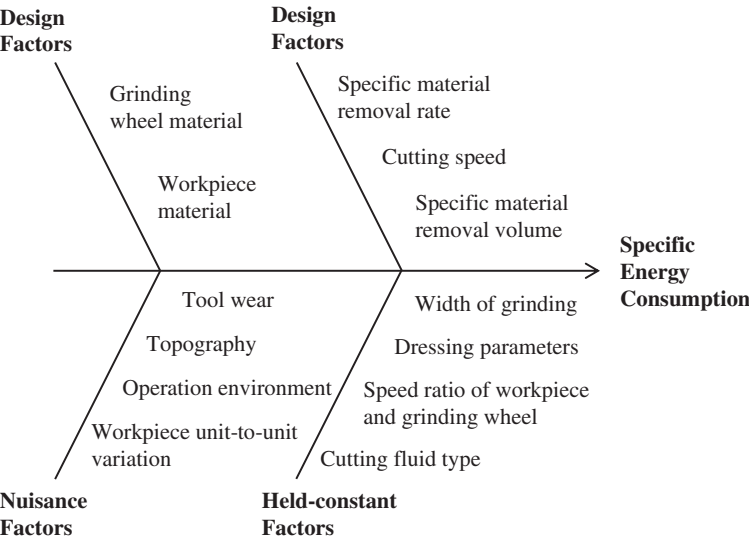 Design
Factors
Grinding
wheel material
Workpiece
material
Design
Factors
Specific material
removal rate
Cutting speed
Specific material
removal volume
Specific
Energy
Consumption
Tool wear
Topography
Operation environment
Workpiece unit-to-unit
variation
Nuisance
Factors
Width of grinding
Dressing parameters
Speed ratio of workpiece
and grinding wheel
Cutting fluid type
Held-constant
Factors